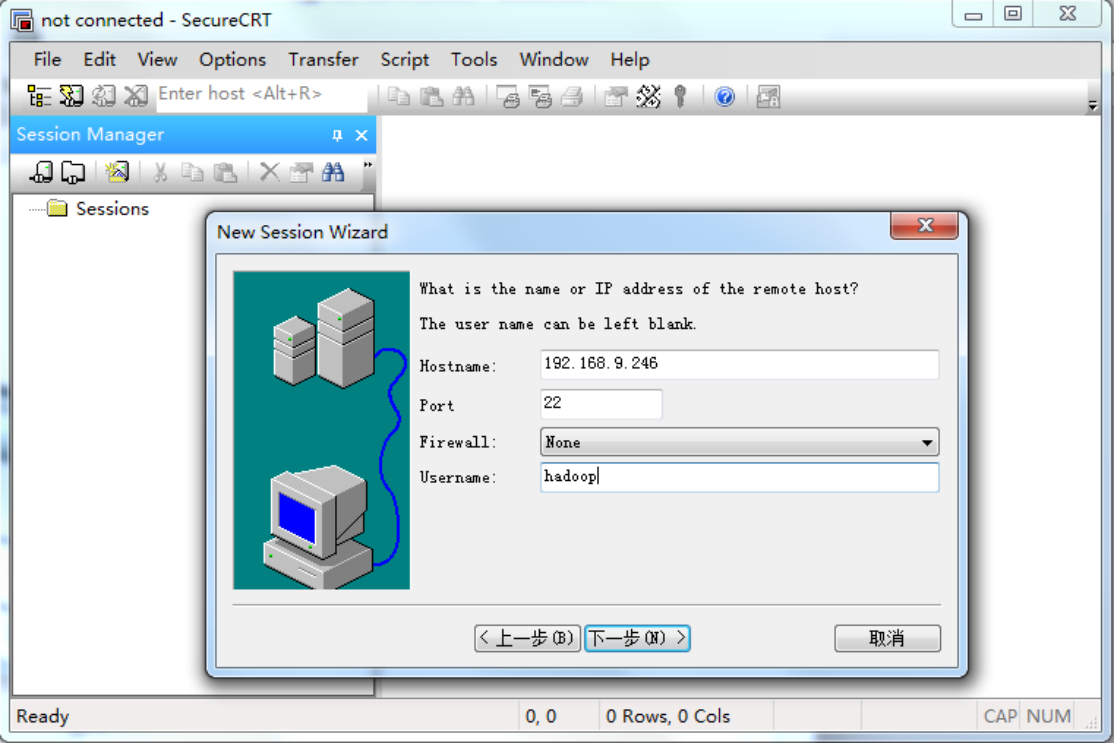 not connected - SecureCRT
File Edit View Options Transfer Script Tools Window Help
Enter host <Alt+R>
Session Manager
Sessions
New Session Wizard
What is the name or IP address of the remote host?
The user name can be left blank.
Hostname: 192.168.9.246
Port 22
Firewall: None
Username: hadoop
< 上一步(B) 下一步(N) > 取消
Ready 0, 0 0 Rows, 0 Cols CAP NUM